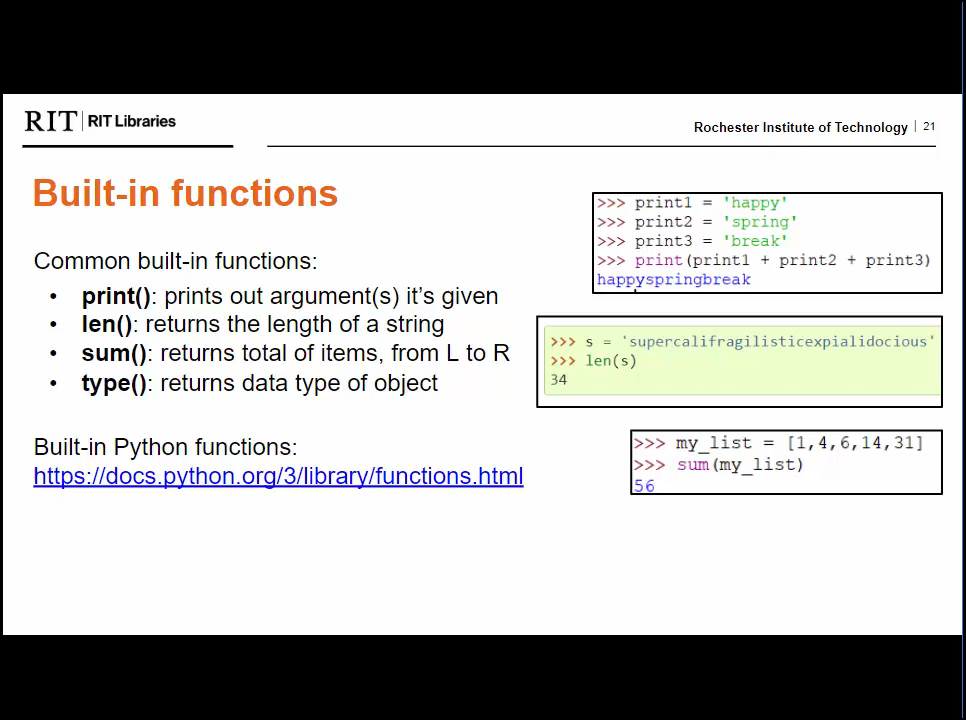 RIT | RIT Libraries
Rochester Institute of Technology | 21
Built-in functions
Common built-in functions:
• print(): prints out argument(s) it’s given
• len(): returns the length of a string
• sum(): returns total of items, from L to R
• type(): returns data type of object
Built-in Python functions:
https://docs.python.org/3/library/functions.html
>>> print1 = 'happy'
>>> print2 = 'spring'
>>> print3 = 'break'
>>> print(print1 + print2 + print3)
happyspringbreak
>>> s = 'supercalifragilisticexpialidocious'
>>> len(s)
34
>>> my_list = [1,4,6,14,31]
>>> sum(my_list)
56